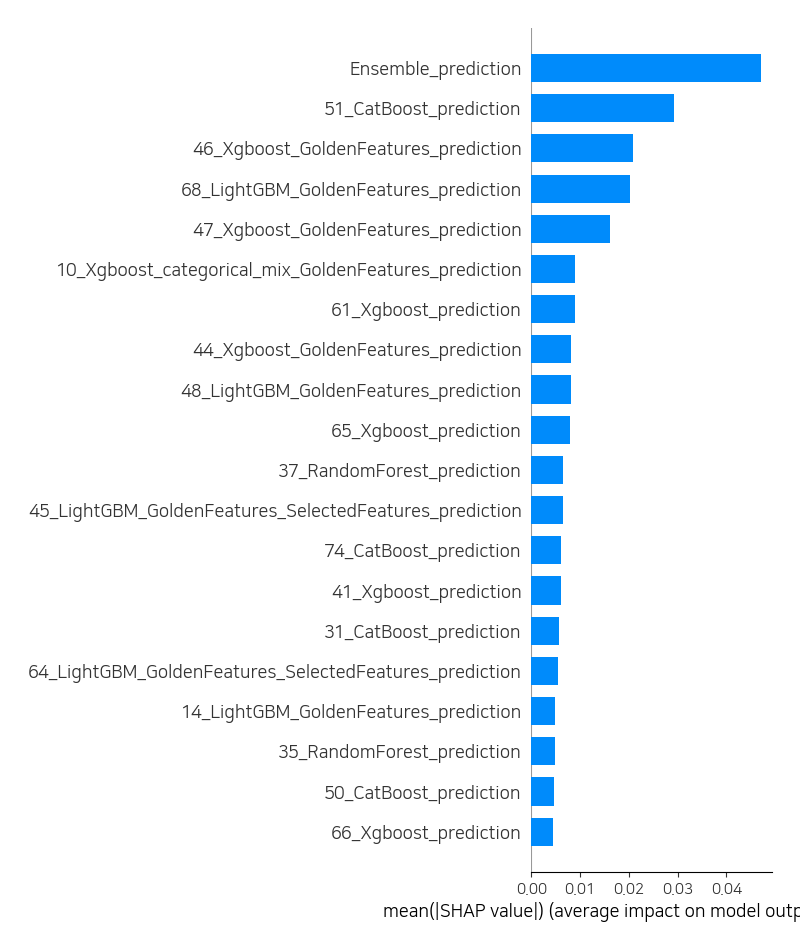 Ensemble_prediction
51_CatBoost_prediction
46_Xgboost_GoldenFeatures_prediction
68_LightGBM_GoldenFeatures_prediction
47_Xgboost_GoldenFeatures_prediction
10_Xgboost_categorical_mix_GoldenFeatures_prediction
61_Xgboost_prediction
44_Xgboost_GoldenFeatures_prediction
48_LightGBM_GoldenFeatures_prediction
65_Xgboost_prediction
37_RandomForest_prediction
45_LightGBM_GoldenFeatures_SelectedFeatures_prediction
74_CatBoost_prediction
41_Xgboost_prediction
31_CatBoost_prediction
64_LightGBM_GoldenFeatures_SelectedFeatures_prediction
14_LightGBM_GoldenFeatures_prediction
35_RandomForest_prediction
50_CatBoost_prediction
66_Xgboost_prediction
0.00 0.01 0.02 0.03 0.04
mean(|SHAP value|) (average impact on model outp